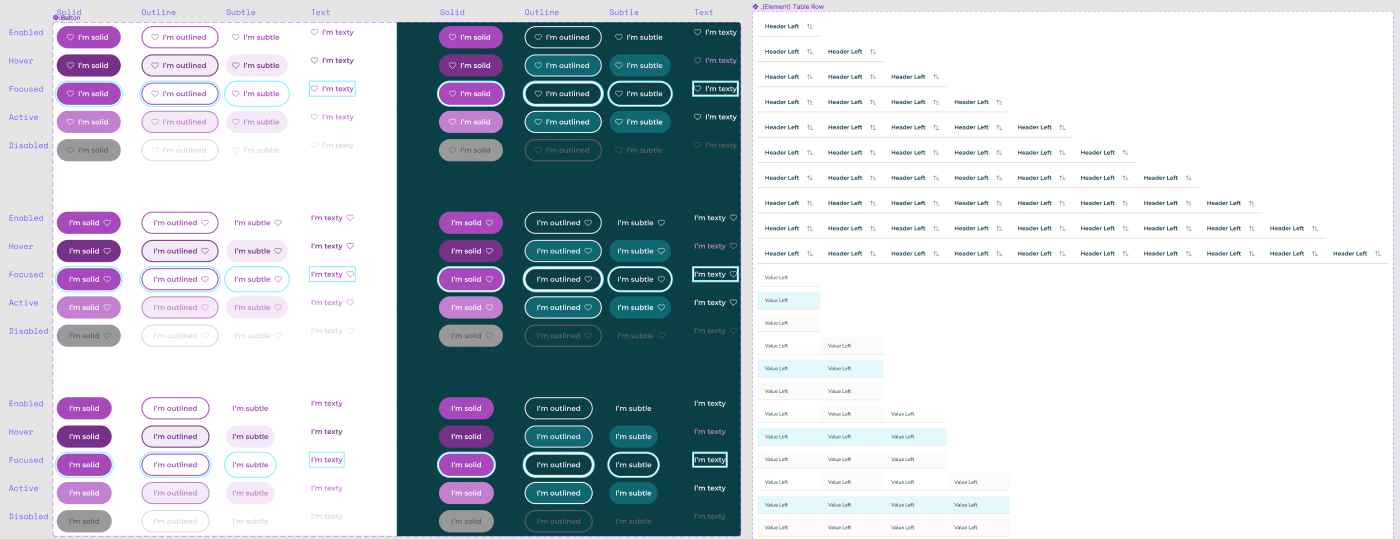 Solid Outline Subtle Text Solid Outline Subtle Text
Button
.(Element) Table Row
Enabled I'm solid I'm outlined I'm subtle I'm texty I'm solid I'm outlined I'm subtle I'm texty
Hover I'm solid I'm outlined I'm subtle I'm texty I'm solid I'm outlined I'm subtle I'm texty
Focused I'm solid I'm outlined I'm subtle I'm texty I'm solid I'm outlined I'm subtle I'm texty
Active I'm solid I'm outlined I'm subtle I'm texty I'm solid I'm outlined I'm subtle I'm texty
Disabled I'm solid I'm outlined I'm subtle I'm texty I'm solid I'm outlined I'm subtle I'm texty
Enabled I'm solid I'm outlined I'm subtle I'm texty I'm solid I'm outlined I'm subtle I'm texty
Hover I'm solid I'm outlined I'm subtle I'm texty I'm solid I'm outlined I'm subtle I'm texty
Focused I'm solid I'm outlined I'm subtle I'm texty I'm solid I'm outlined I'm subtle I'm texty
Active I'm solid I'm outlined I'm subtle I'm texty I'm solid I'm outlined I'm subtle I'm texty
Disabled I'm solid I'm outlined I'm subtle I'm texty I'm solid I'm outlined I'm subtle I'm texty
Enabled I'm solid I'm outlined I'm subtle I'm texty I'm solid I'm outlined I'm subtle I'm texty
Hover I'm solid I'm outlined I'm subtle I'm texty I'm solid I'm outlined I'm subtle I'm texty
Focused I'm solid I'm outlined I'm subtle I'm texty I'm solid I'm outlined I'm subtle I'm texty
Active I'm solid I'm outlined I'm subtle I'm texty I'm solid I'm outlined I'm subtle I'm texty
Disabled I'm solid I'm outlined I'm subtle I'm texty I'm solid I'm outlined I'm subtle I'm texty
Header Left
Header Left Header Left
Header Left Header Left Header Left
Header Left Header Left Header Left Header Left
Header Left Header Left Header Left Header Left Header Left
Header Left Header Left Header Left Header Left Header Left Header Left
Header Left Header Left Header Left Header Left Header Left Header Left Header Left
Header Left Header Left Header Left Header Left Header Left Header Left Header Left Header Left
Header Left Header Left Header Left Header Left Header Left Header Left Header Left Header Left Header Left
Header Left Header Left Header Left Header Left Header Left Header Left Header Left Header Left Header Left Header Left
Value Left
Value Left
Value Left
Value Left Value Left
Value Left Value Left
Value Left Value Left
Value Left Value Left Value Left
Value Left Value Left Value Left
Value Left Value Left Value Left
Value Left Value Left Value Left Value Left
Value Left Value Left Value Left Value Left
Value Left Value Left Value Left Value Left